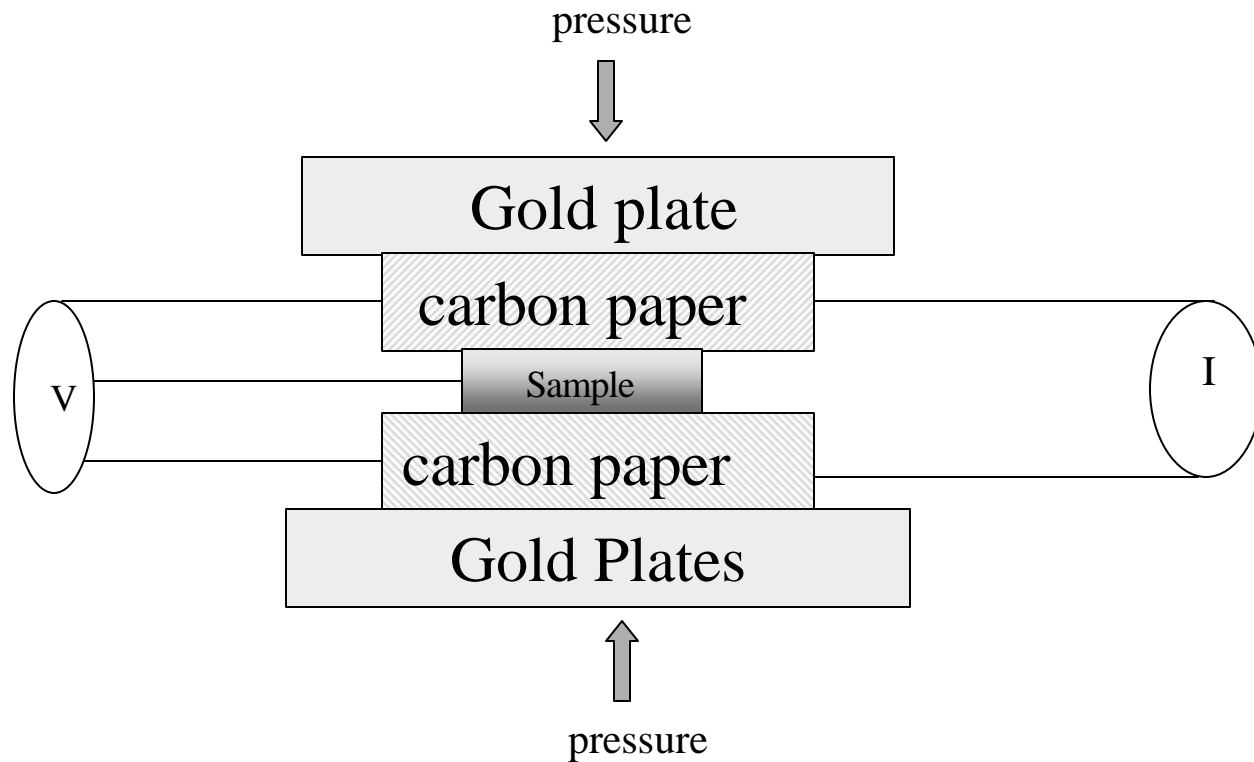 pressure
Gold plate
carbon paper
Sample
V
I
carbon paper
Gold Plates
pressure